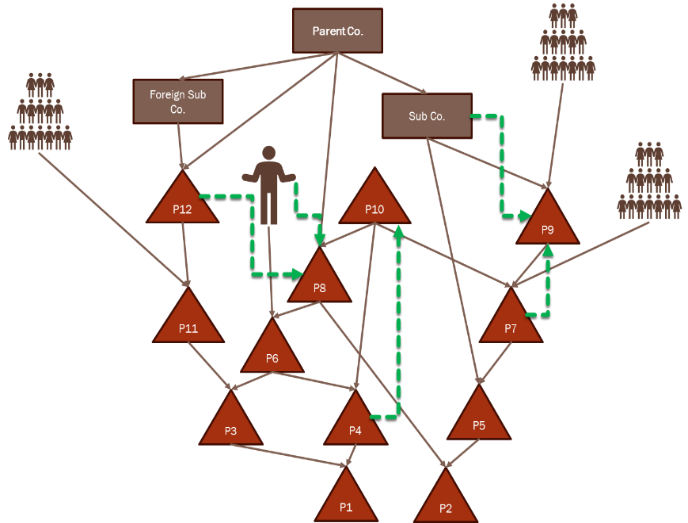 Parent Co.
Foreign Sub
Co.
Sub Co.
P12
P10
P9
P8
P11
P7
P6
P3
P4
P5
P1
P2